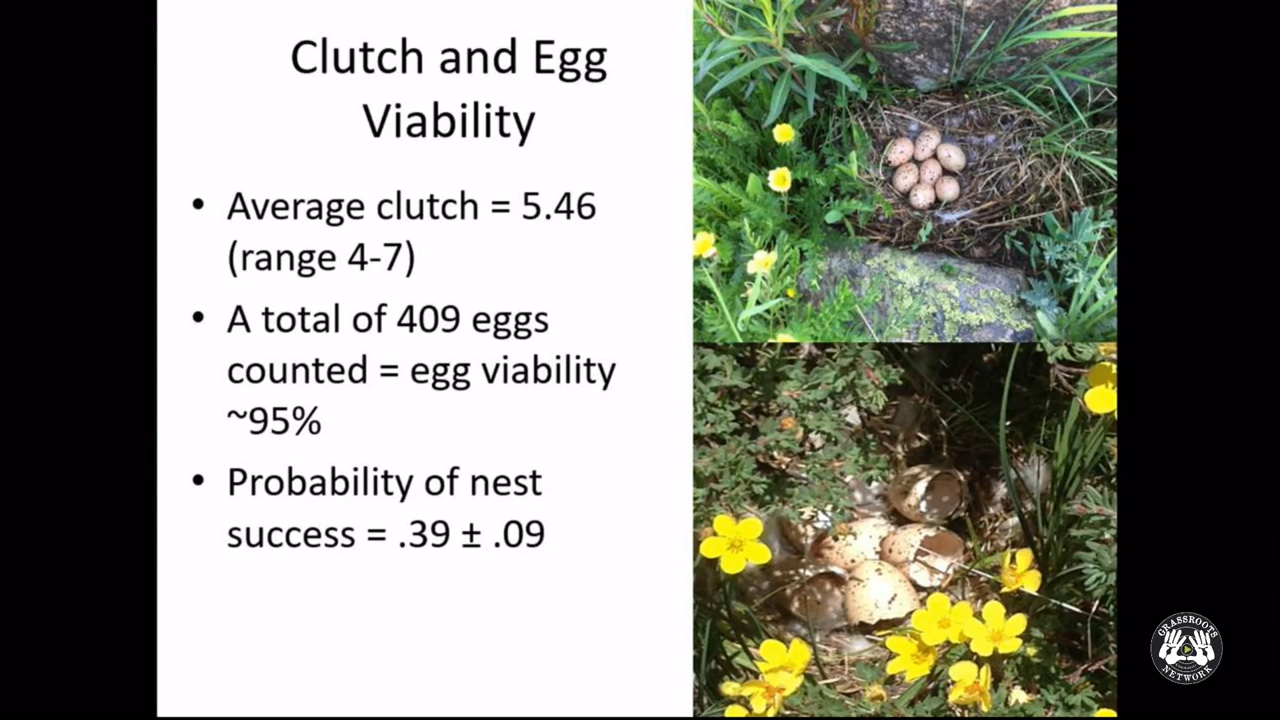 Clutch and Egg
Viability
• Average clutch = 5.46
(range 4-7)
• A total of 409 eggs
counted = egg viability
~95%
• Probability of nest
success = .39 ± .09
GRASSROOTS
NETWORK